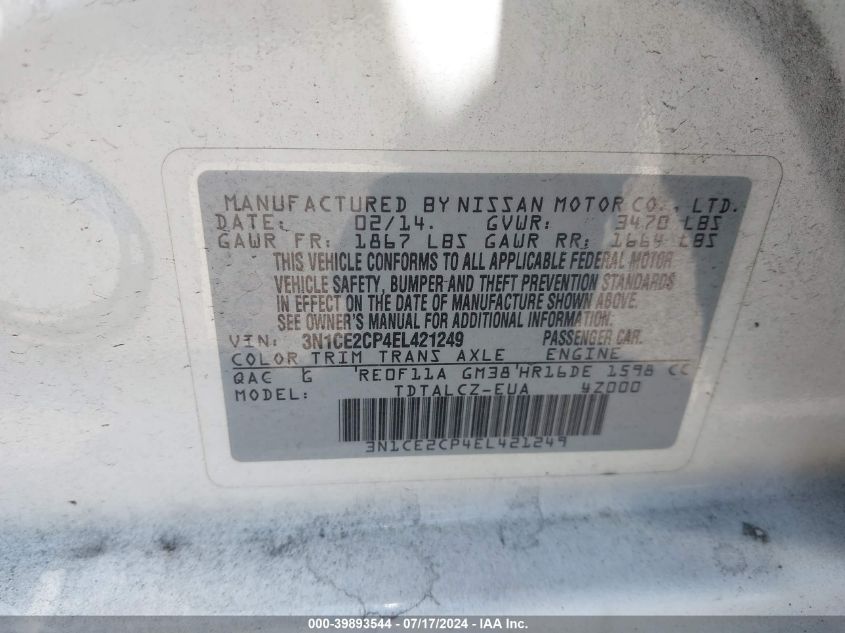 MANUFACTURED BY NISSAN MOTOR CO., LTD.
DATE: 02/14. GVWR: 3470 LBS
GAWR FR: 1867 LBS GAWR RR: 1664 LBS
THIS VEHICLE CONFORMS TO ALL APPLICABLE FEDERAL MOTOR
VEHICLE SAFETY, BUMPER AND THEFT PREVENTION STANDARDS
IN EFFECT ON THE DATE OF MANUFACTURE SHOWN ABOVE.
SEE OWNER'S MANUAL FOR ADDITIONAL INFORMATION.
VIN: 3N1CE2CP4EL421249 PASSENGER CAR.
COLOR TRIM TRANS AXLE ENGINE
QAC G RE0F11A GM38 HR16DE 1598 CC
MODEL: TDTALCZ-EUA 4Z000
3N1CE2CP4EL421249
000-39893544 / 07/17/2024 - IAAI.com